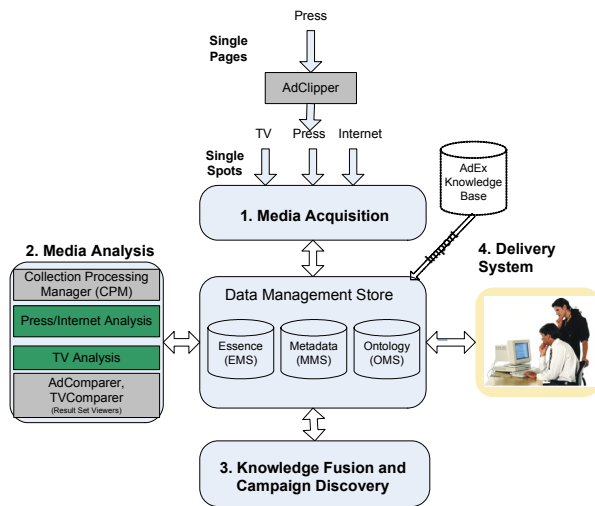 Press
Single
Pages
AdClipper
TV Press Internet
Single
Spots
AdEx
Knowledge
Base
1. Media Acquisition
2. Media Analysis
4. Delivery
System
Collection Processing
Manager (CPM)
Data Management Store
Press/Internet Analysis
Essence
(EMS)
Metadata
(MMS)
Ontology
(OMS)
TV Analysis
AdComparer,
TVComparer
(Result Set Viewers)
3. Knowledge Fusion and
Campaign Discovery